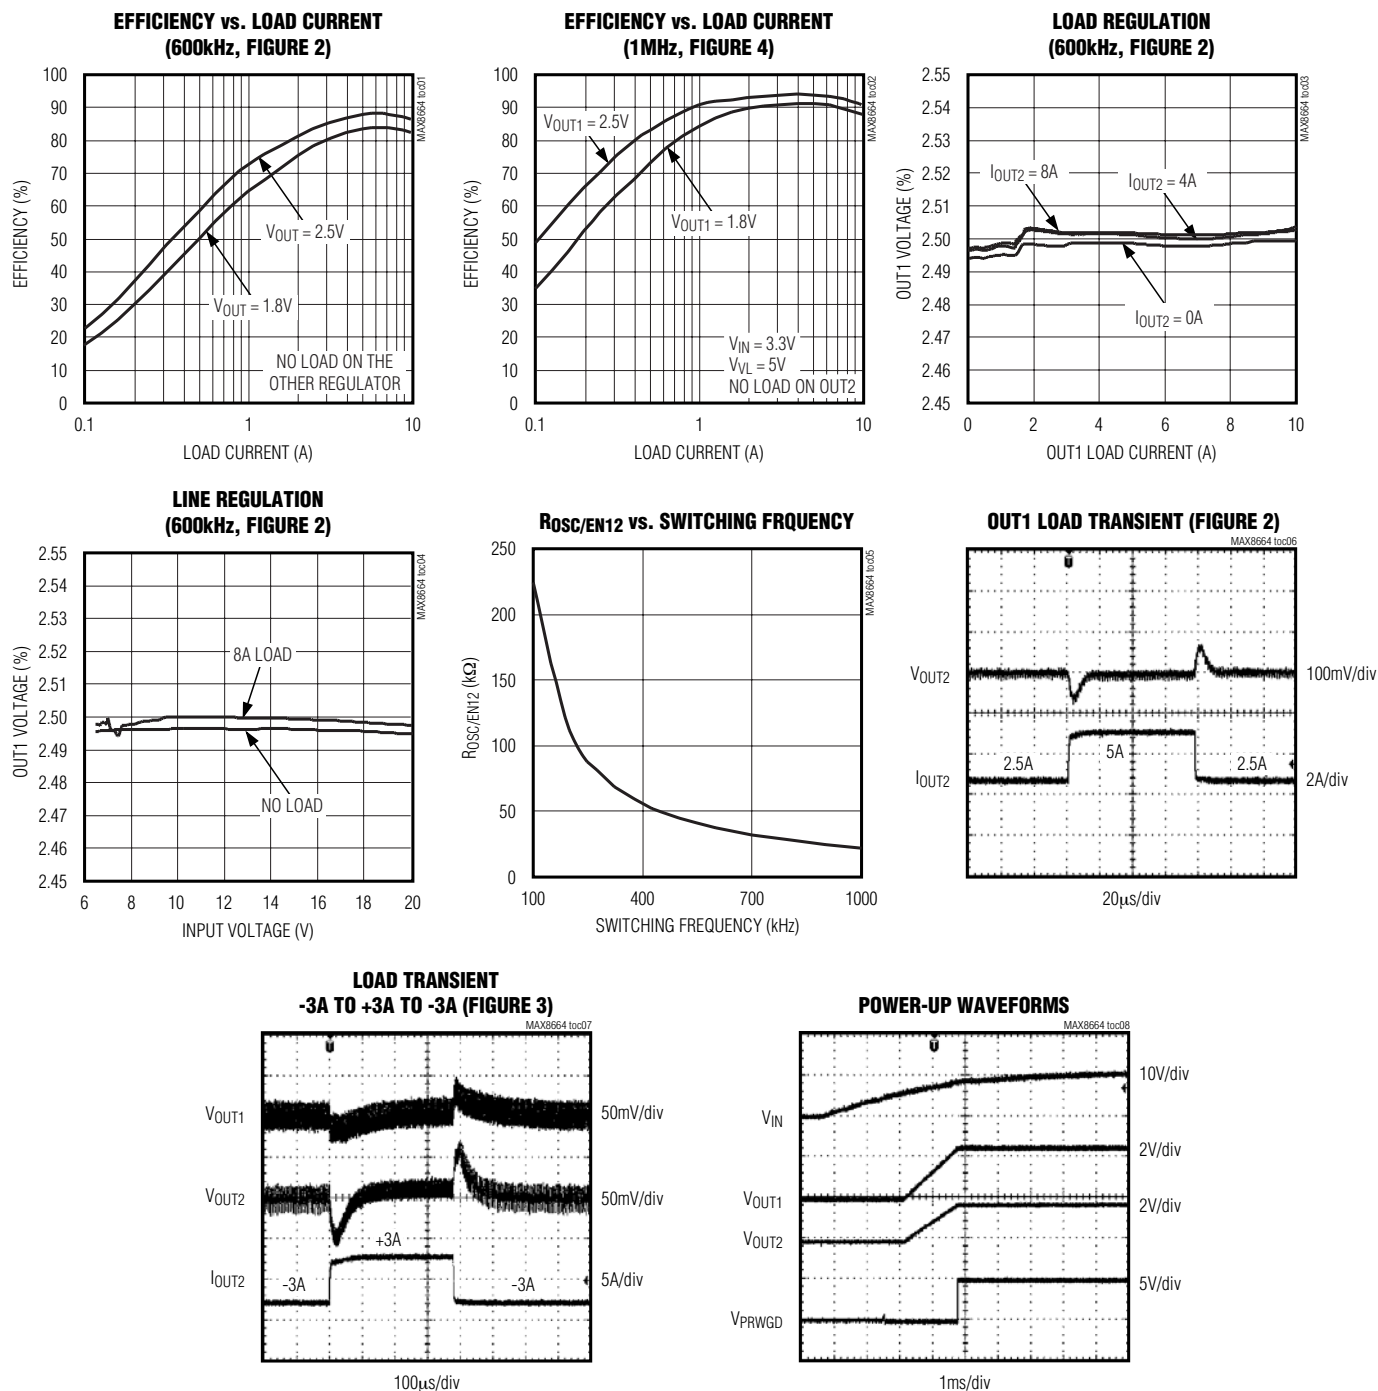 EFFICIENCY vs. LOAD CURRENT
(600kHz, FIGURE 2)
MAX8664 toc01
EFFICIENCY (%)
100
90
80
70
60
50
40
30
20
10
0
VOUT = 2.5V
VOUT = 1.8V
NO LOAD ON THE
OTHER REGULATOR
0.1
1
10
LOAD CURRENT (A)
EFFICIENCY vs. LOAD CURRENT
(1MHz, FIGURE 4)
MAX8664 toc02
EFFICIENCY (%)
100
90
80
70
60
50
40
30
20
10
0
VOUT1 = 2.5V
VOUT1 = 1.8V
VIN = 3.3V
VVL = 5V
NO LOAD ON OUT2
0.1
1
10
LOAD CURRENT (A)
LOAD REGULATION
(600kHz, FIGURE 2)
MAX8664 toc03
OUT1 VOLTAGE (%)
2.55
2.54
2.53
2.52
2.51
2.50
2.49
2.48
2.47
2.46
2.45
IOUT2 = 8A
IOUT2 = 4A
IOUT2 = 0A
0
2
4
6
8
10
OUT1 LOAD CURRENT (A)
LINE REGULATION
(600kHz, FIGURE 2)
MAX8664 toc04
OUT1 VOLTAGE (%)
2.55
2.54
2.53
2.52
2.51
2.50
2.49
2.48
2.47
2.46
2.45
8A LOAD
NO LOAD
6
8
10
12
14
16
18
20
INPUT VOLTAGE (V)
ROSC/EN12 vs. SWITCHING FRQUENCY
MAX8664 toc05
ROSC/EN12 (kΩ)
250
200
150
100
50
0
100
400
700
1000
SWITCHING FREQUENCY (kHz)
OUT1 LOAD TRANSIENT (FIGURE 2)
MAX8664 toc06
T
VOUT2
100mV/div
2.5A
5A
2.5A
IOUT2
2A/div
20µs/div
LOAD TRANSIENT
-3A TO +3A TO -3A (FIGURE 3)
MAX8664 toc07
VOUT1
50mV/div
VOUT2
50mV/div
+3A
IOUT2
-3A
-3A
5A/div
100µs/div
POWER-UP WAVEFORMS
MAX8664 toc08
T
10V/div
VIN
2V/div
VOUT1
2V/div
VOUT2
5V/div
VPRWGD
1ms/div